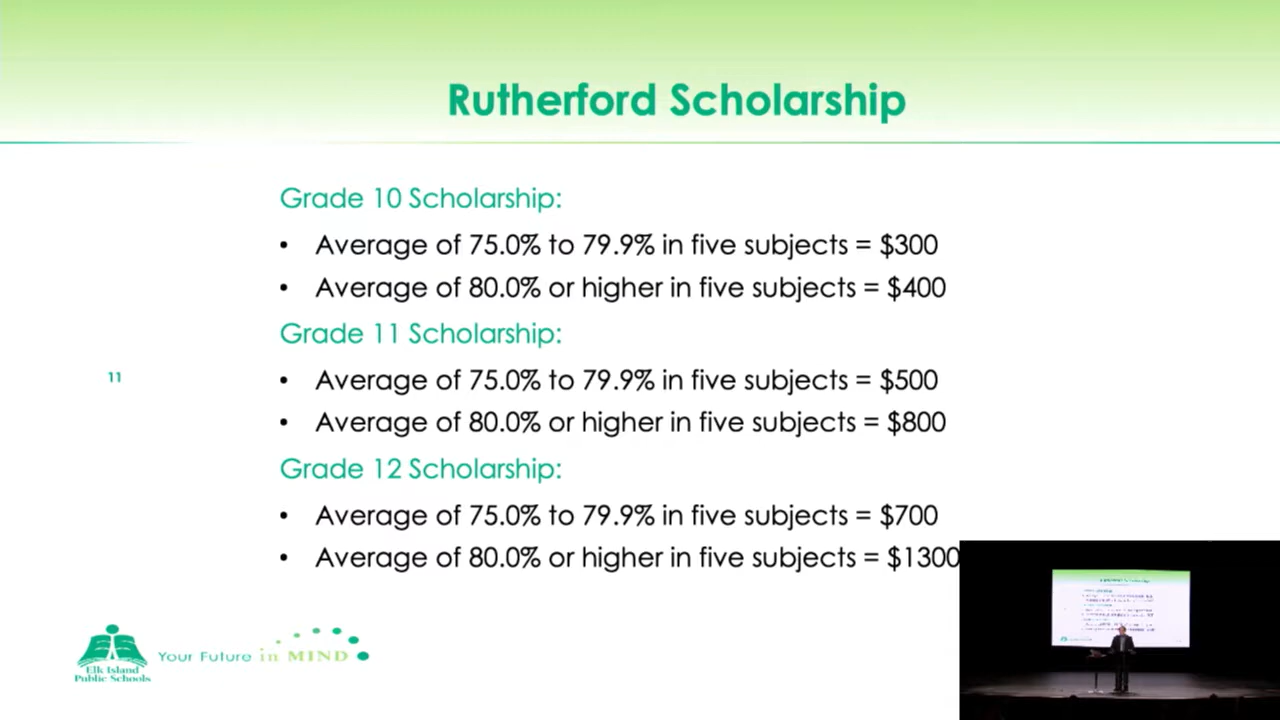 Rutherford Scholarship
Grade 10 Scholarship:
• Average of 75.0% to 79.9% in five subjects = $300
• Average of 80.0% or higher in five subjects = $400
Grade 11 Scholarship:
• Average of 75.0% to 79.9% in five subjects = $500
• Average of 80.0% or higher in five subjects = $800
Grade 12 Scholarship:
• Average of 75.0% to 79.9% in five subjects = $700
• Average of 80.0% or higher in five subjects = $1300
11
Elk Island
Public Schools
Your Future in MIND